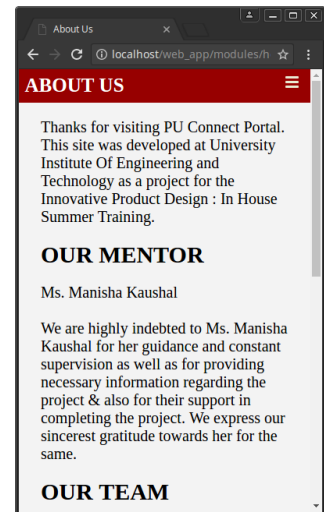 About Us
localhost/web_app/modules/h
ABOUT US
Thanks for visiting PU Connect Portal.
This site was developed at University
Institute Of Engineering and
Technology as a project for the
Innovative Product Design : In House
Summer Training.
OUR MENTOR
Ms. Manisha Kaushal
We are highly indebted to Ms. Manisha
Kaushal for her guidance and constant
supervision as well as for providing
necessary information regarding the
project & also for their support in
completing the project. We express our
sincerest gratitude towards her for the
same.
OUR TEAM